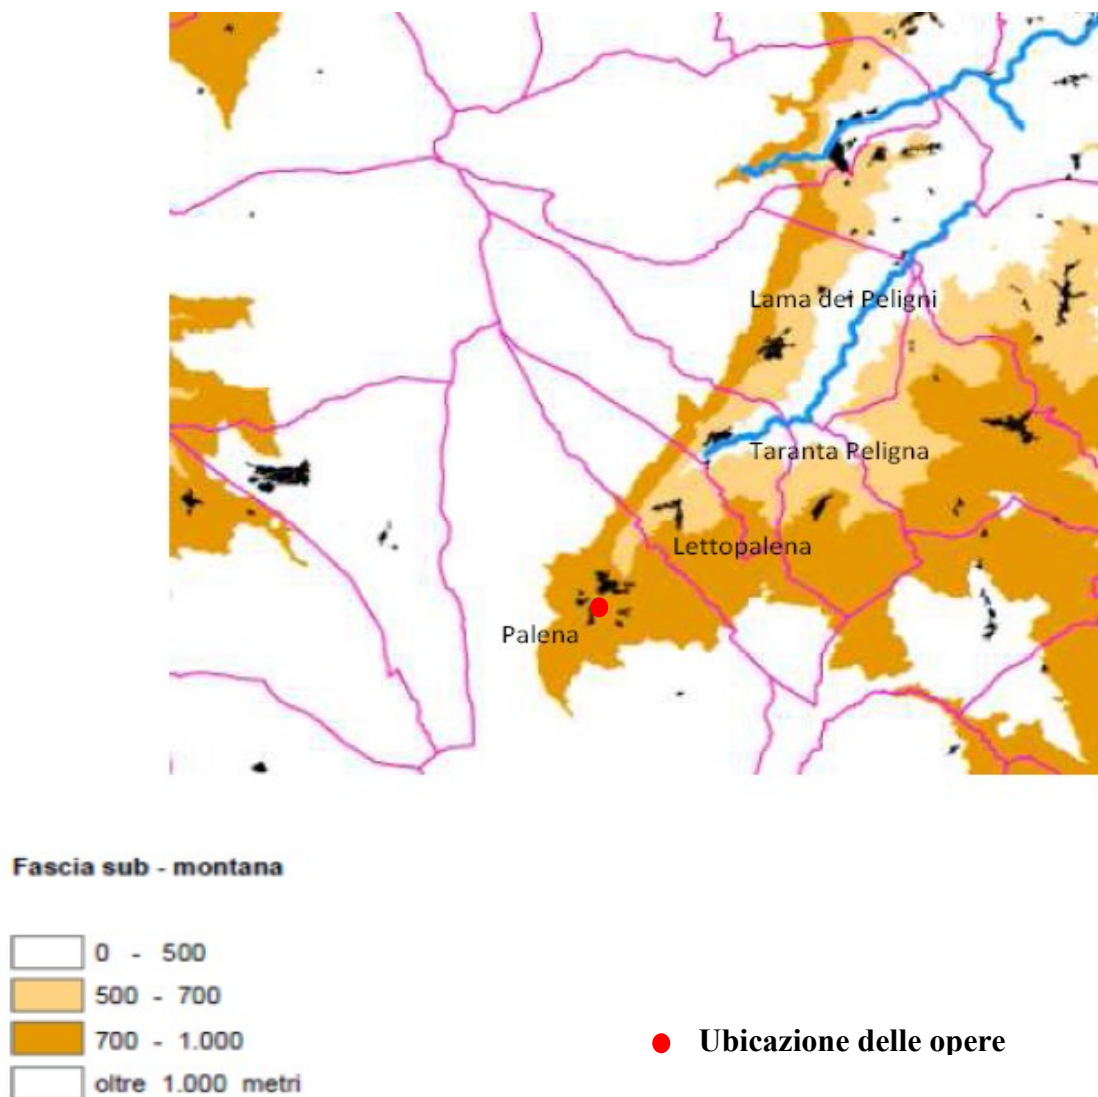 Lama dei Peligni
Taranta Peligna
Lettopalena
Palena
Fascia sub - montana
0 - 500
500 - 700
700 - 1.000
oltre 1.000 metri
Ubicazione delle opere